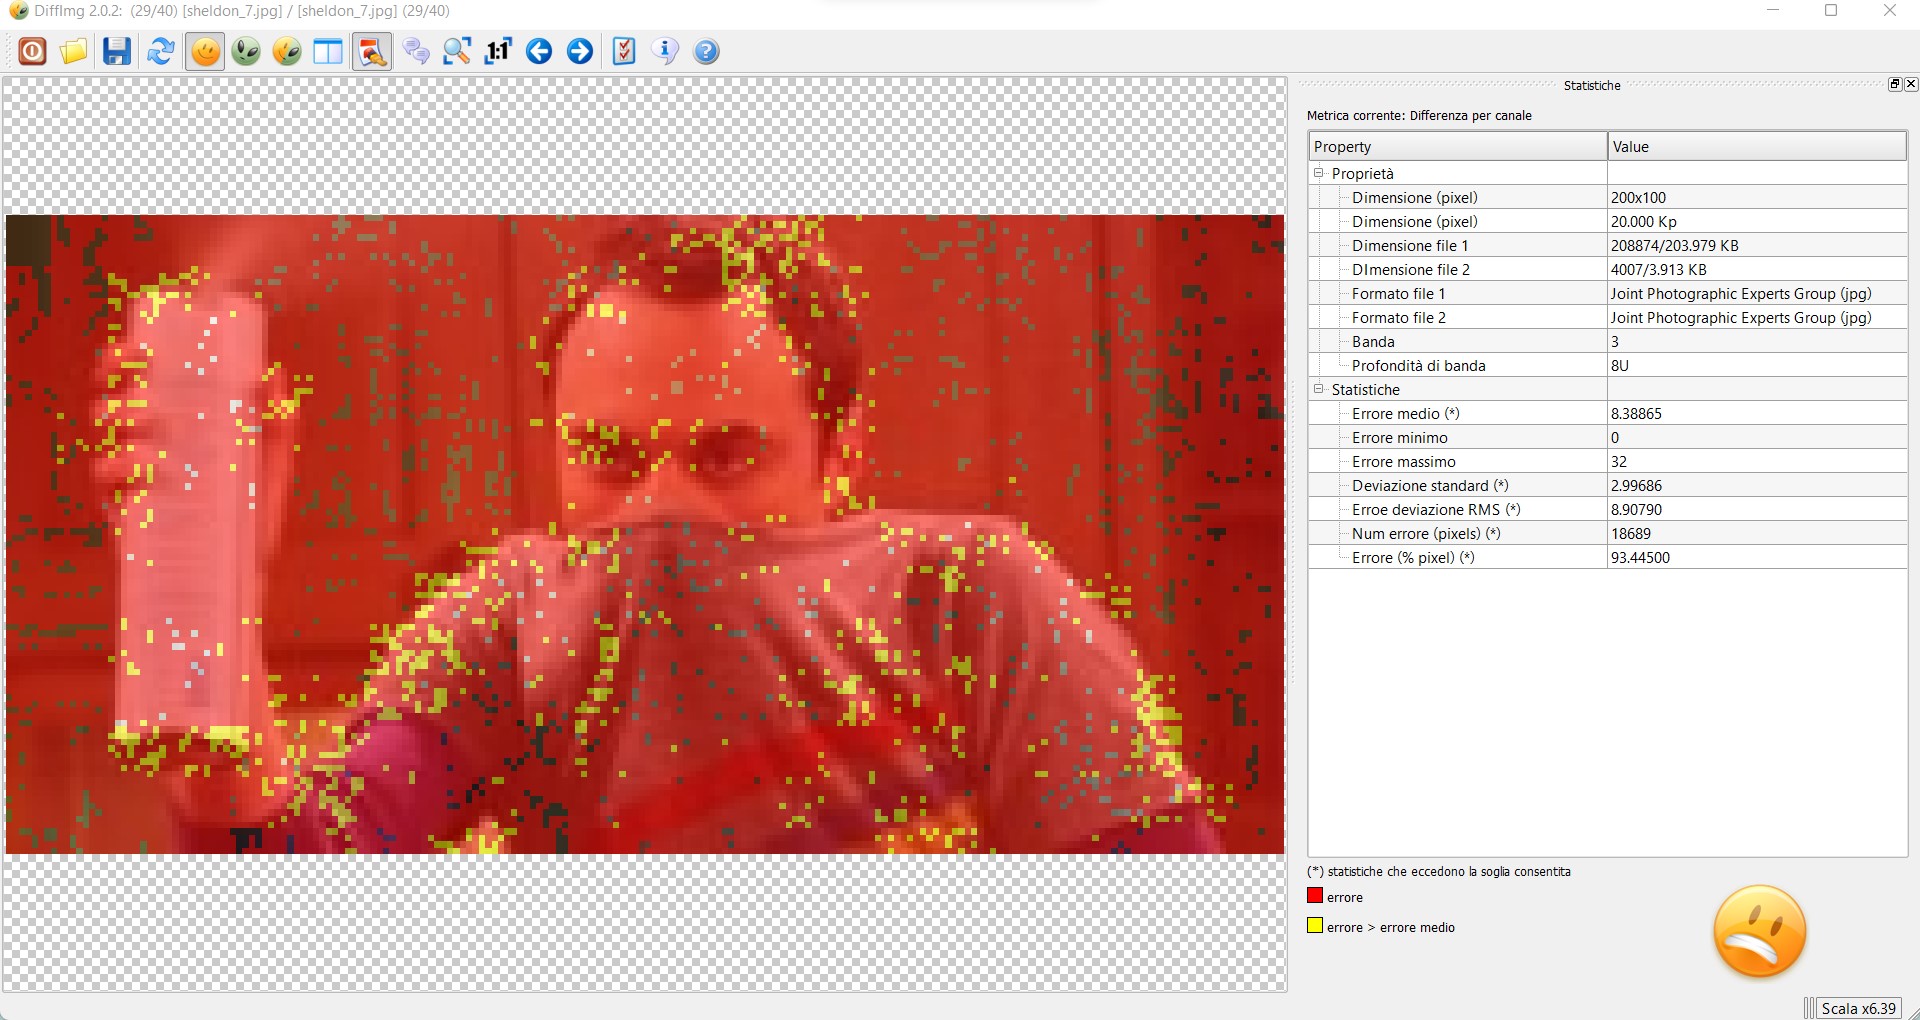 DiffImg 2.0.2: (29/40) [sheldon_7.jpg] / [sheldon_7.jpg] (29/40)
1:1
Statistiche
Metrica corrente: Differenza per canale
Property Value
Proprietà
Dimensione (pixel) 200x100
Dimensione (pixel) 20.000 Kp
Dimensione file 1 208874/203.979 KB
DImensione file 2 4007/3.913 KB
Formato file 1 Joint Photographic Experts Group (jpg)
Formato file 2 Joint Photographic Experts Group (jpg)
Banda 3
Profondità di banda 8U
Statistiche
Errore medio (*) 8.38865
Errore minimo 0
Errore massimo 32
Deviazione standard (*) 2.99686
Erroe deviazione RMS (*) 8.90790
Num errore (pixels) (*) 18689
Errore (% pixel) (*) 93.44500
(*) statistiche che eccedono la soglia consentita
errore
errore > errore medio
Scala x6.39